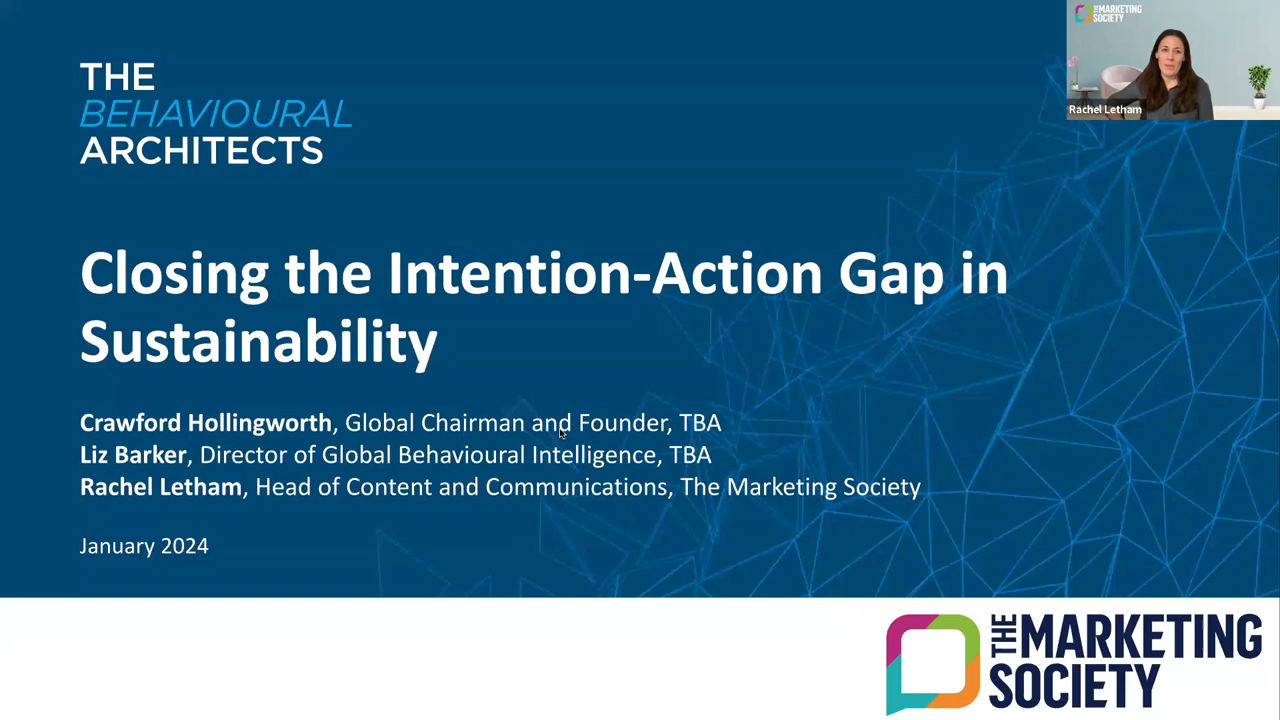 THE
BEHAVIOURAL
ARCHITECTS
THE MARKETING
SOCIETY
Rachel Letham
Closing the Intention-Action Gap in
Sustainability
Crawford Hollingworth, Global Chairman and Founder, TBA
Liz Barker, Director of Global Behavioural Intelligence, TBA
Rachel Letham, Head of Content and Communications, The Marketing Society
January 2024
THE MARKETING
SOCIETY